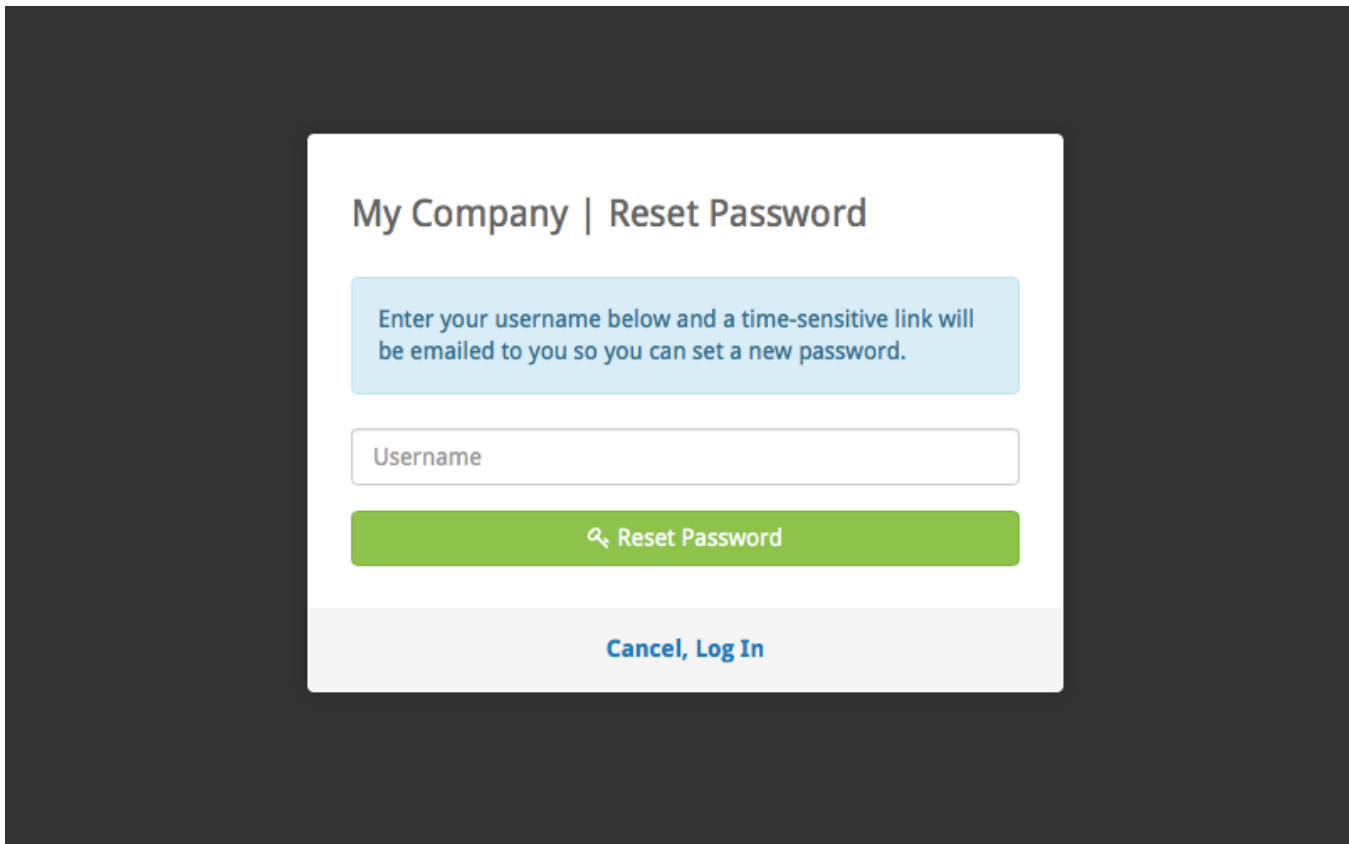 My Company | Reset Password
Enter your username below and a time-sensitive link will
be emailed to you so you can set a new password.
Username
Reset Password
Cancel, Log In